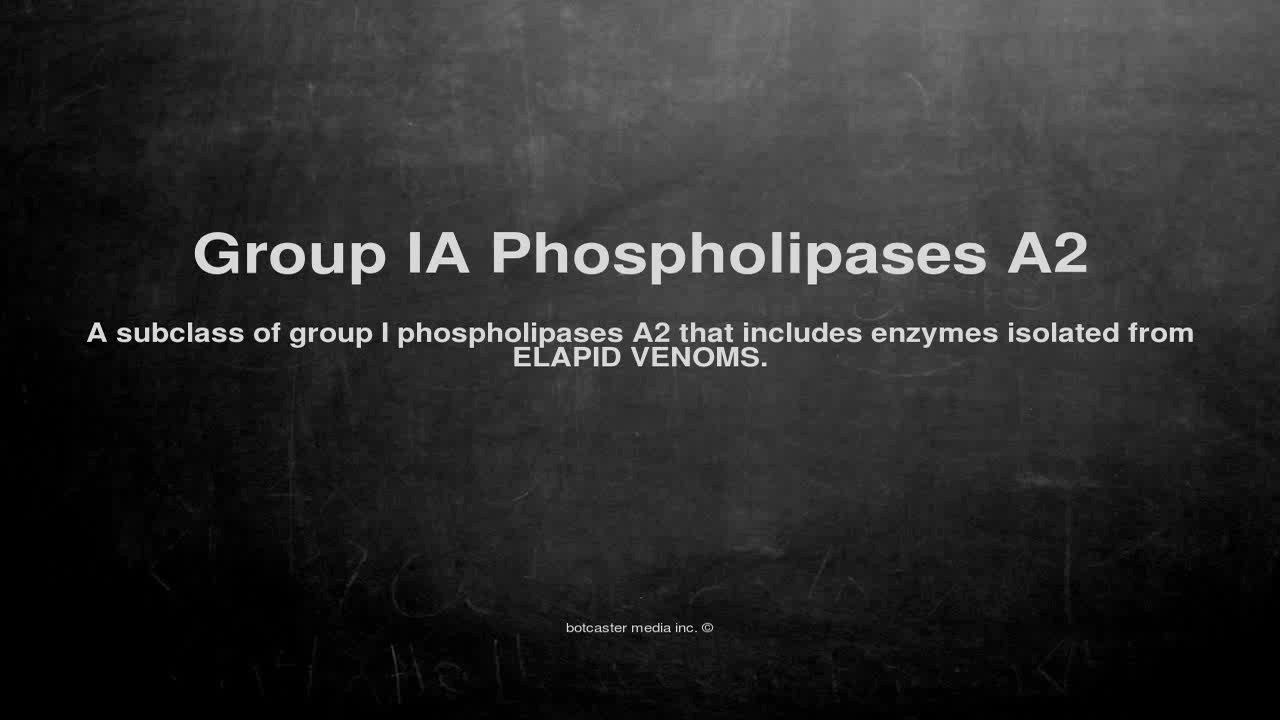 Group IA Phospholipases A2
A subclass of group I phospholipases A2 that includes enzymes isolated from
ELAPID VENOMS.
botcaster media inc. ©